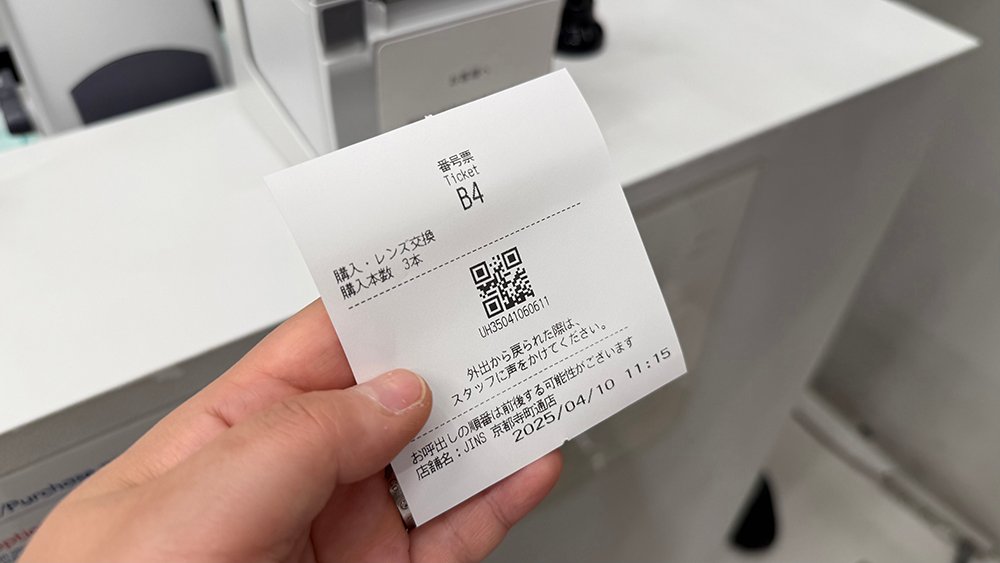 番号票
Ticket
B4
購入・レンズ交換
購入本数 3本
UH35041060611
外出から戻られた際は、
スタッフに声をかけてください。
お呼出しの順番は前後する可能性がございます
店舗名：JINS 京都寺町通店
2025/04/10 11:15
/Purchase